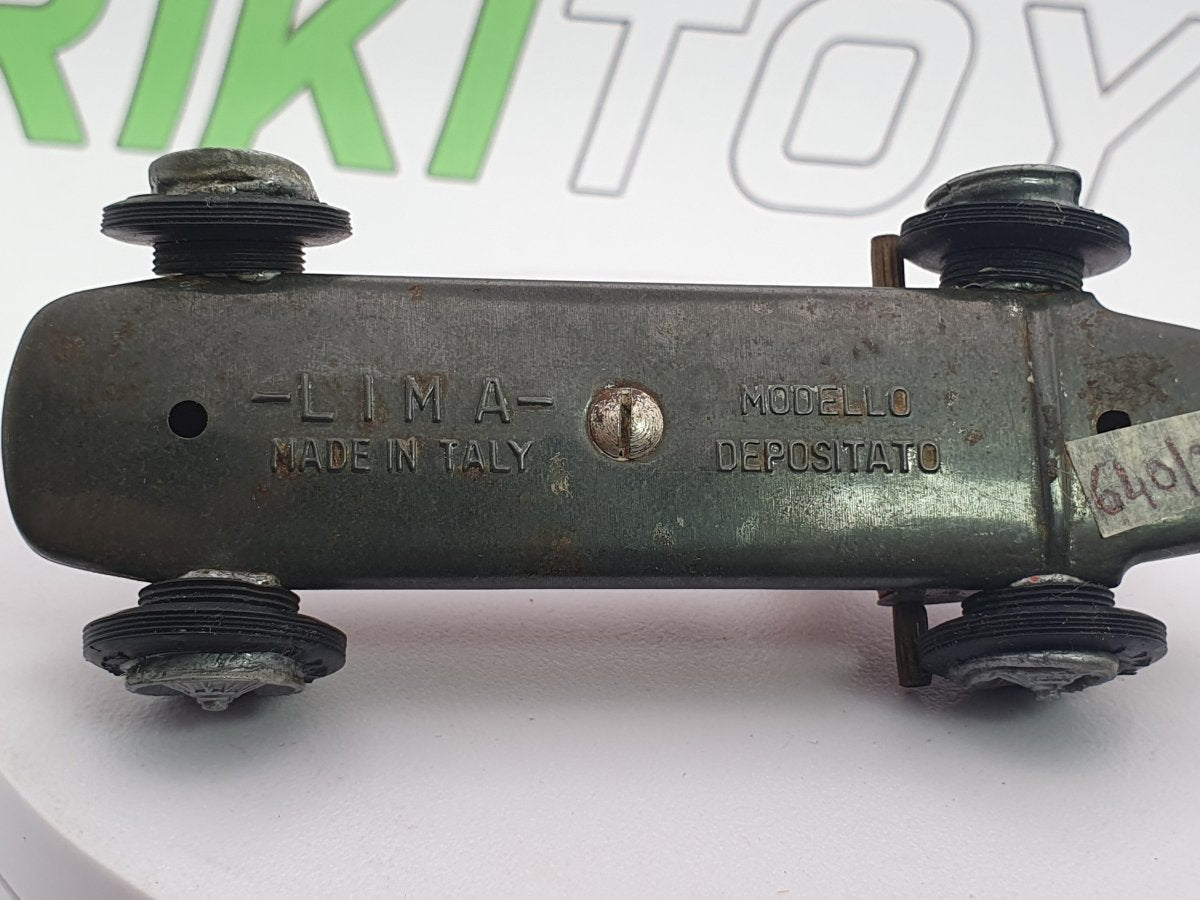 RIKITOY
-LIMA-
MADE IN TALY
MODELLO
DEPOSITATO
640/